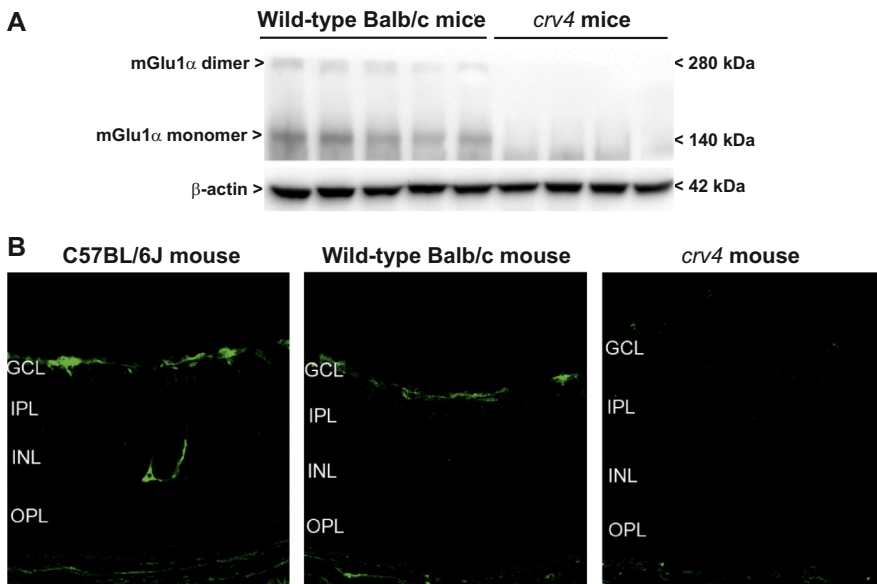 A
Wild-type Balb/c mice
crv4 mice
mGlu1α dimer >
< 280 kDa
mGlu1α monomer >
< 140 kDa
β-actin >
< 42 kDa
B
C57BL/6J mouse
Wild-type Balb/c mouse
crv4 mouse
GCL
IPL
INL
OPL
GCL
IPL
INL
OPL
GCL
IPL
INL
OPL